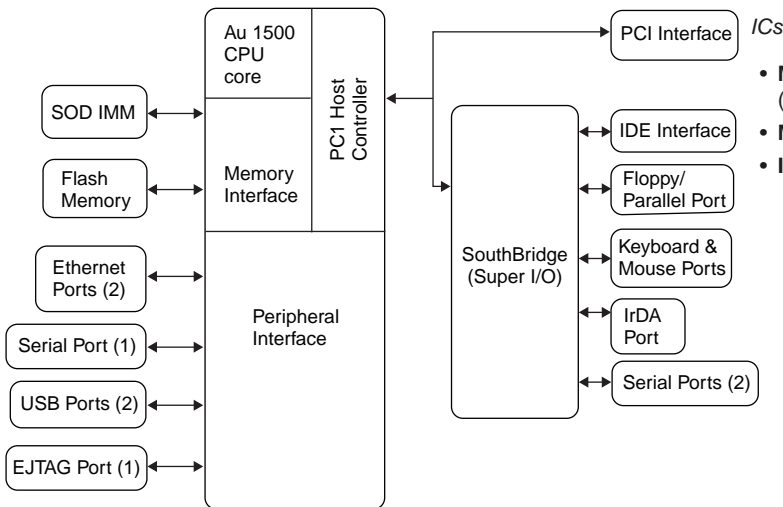 Au 1500
CPU
core
PC1 Host
Controller
SOD IMM
Flash
Memory
Memory
Interface
Ethernet
Ports (2)
Serial Port (1)
USB Ports (2)
EJTAG Port (1)
Peripheral
Interface
PCI Interface
SouthBridge
(Super I/O)
IDE Interface
Floppy/
Parallel Port
Keyboard &
Mouse Ports
IrDA
Port
Serial Ports (2)
ICs